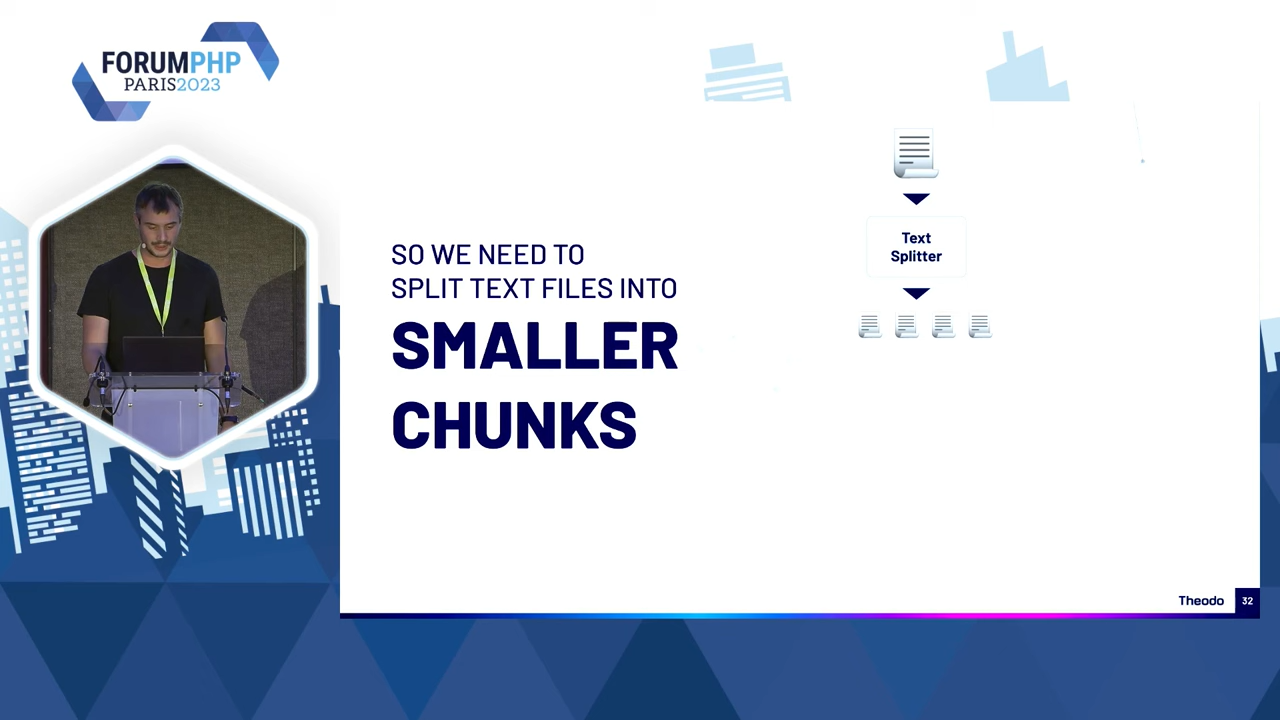 FORUMPHP
PARIS2023
SO WE NEED TO
SPLIT TEXT FILES INTO
SMALLER
CHUNKS
Text
Splitter
Theodo
32